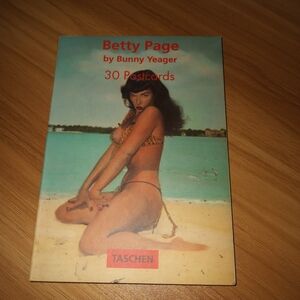 Betty Page
by Bunny Yeager
30 Postcards
TASCHEN